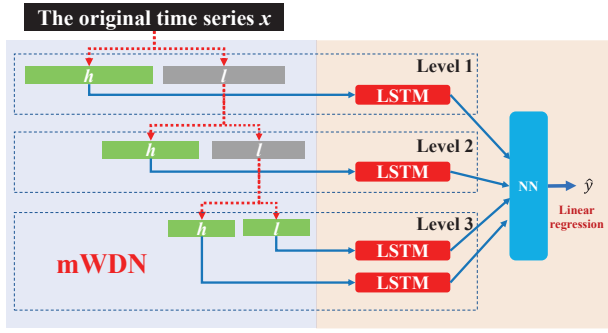 The original time series x
Level 1
h
l
LSTM
Level 2
h
l
LSTM
NN
ŷ
Linear
regression
Level 3
h
l
mWDN
LSTM
LSTM